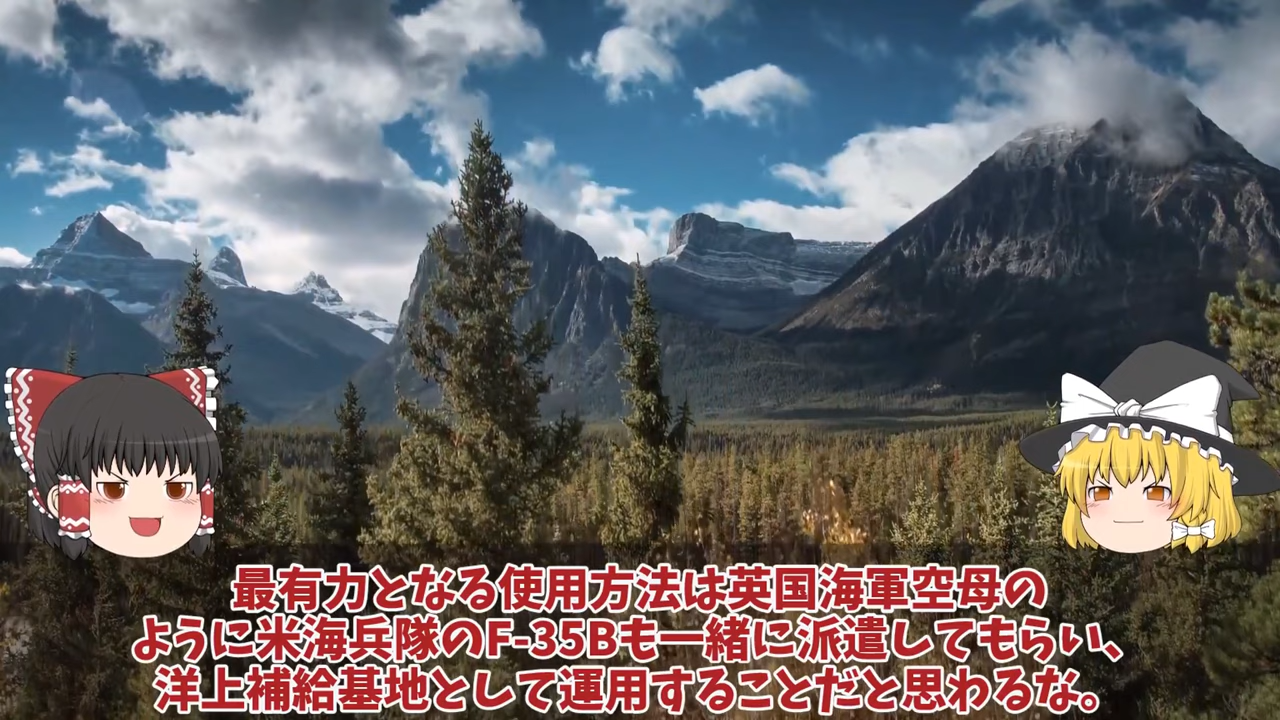 最有力となる使用方法は英国海軍空母の
ように米海兵隊のF-35Bも一緒に派遣してもらい、
洋上補給基地として運用することだと思わるな。